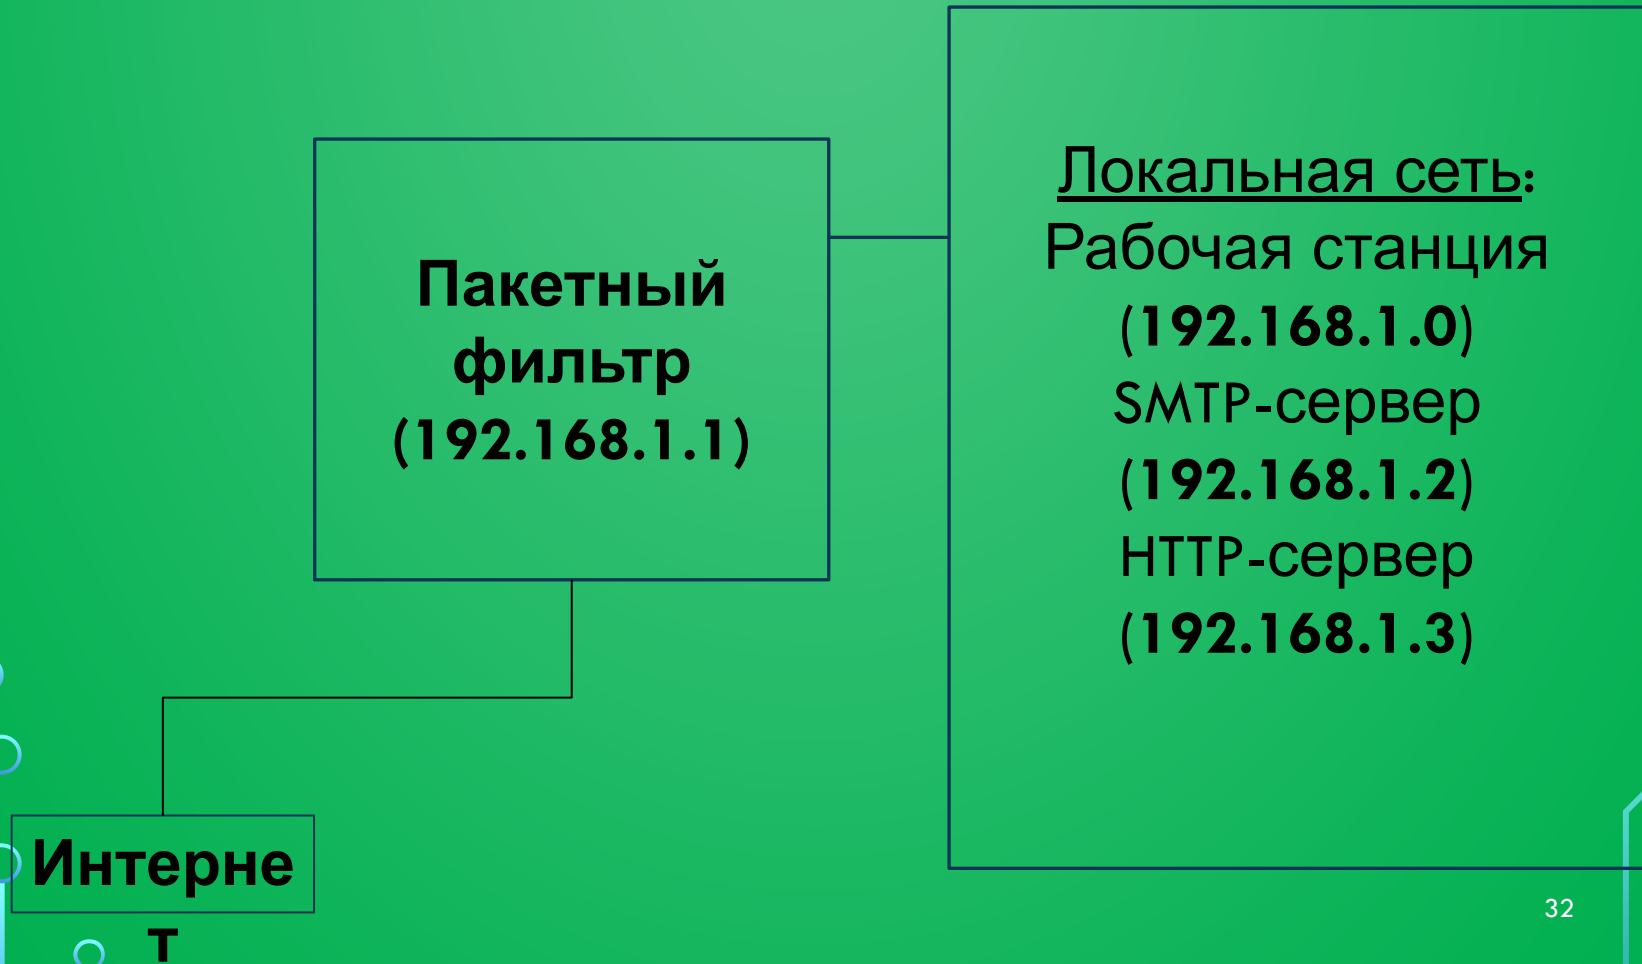 Пакетный
фильтр
(192.168.1.1)
Локальная сеть:
Рабочая станция
(192.168.1.0)
SMTP-сервер
(192.168.1.2)
HTTP-сервер
(192.168.1.3)
Интерне
т
32